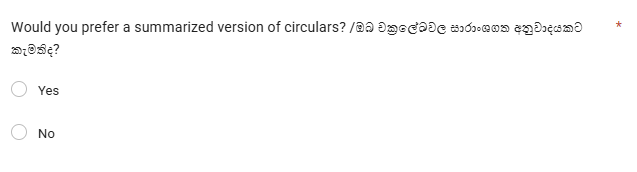 Would you prefer a summarized version of circulars? /ඔබ චක්‍රලේඛවල සාරාංශගත අනුවාදයකට *
කැමතිද?
Yes
No